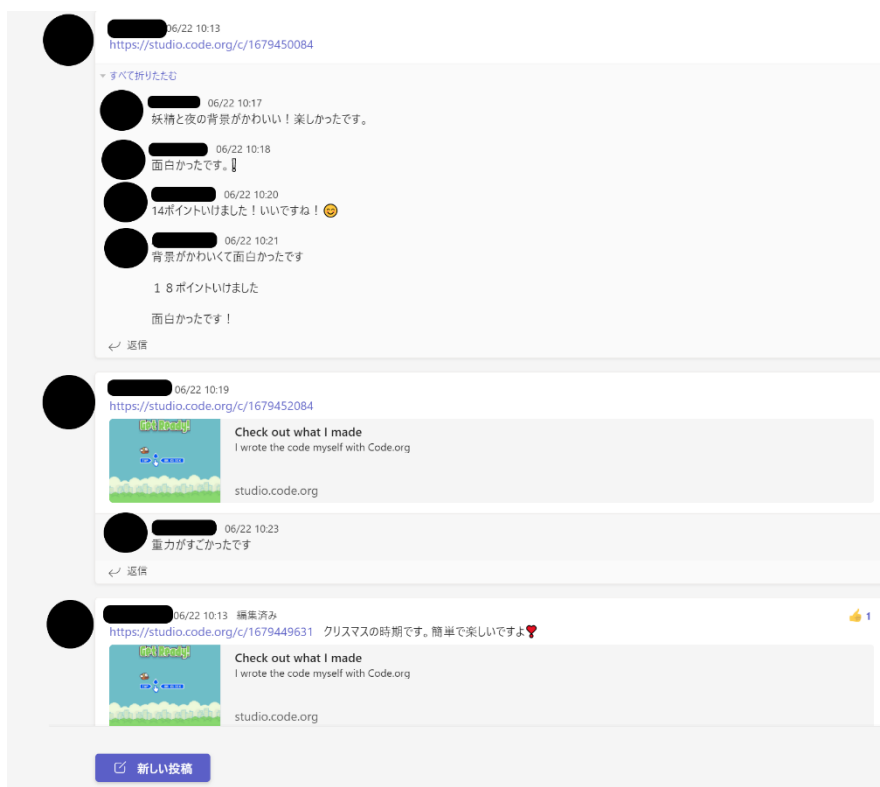 06/22 10:13
https://studio.code.org/c/1679450084
すべて折りたたむ
06/22 10:17
妖精と夜の背景がかわいい！楽しかったです。
06/22 10:18
面白かったです。❕
06/22 10:20
14ポイントいけました！いいですね！😊
06/22 10:21
背景がかわいくて面白かったです
１８ポイントいけました
面白かったです！
返信
06/22 10:19
https://studio.code.org/c/1679452084
Get Ready!
Check out what I made
I wrote the code myself with Code.org
studio.code.org
06/22 10:23
重力がすごかったです
返信
06/22 10:13 編集済み
👍 1
https://studio.code.org/c/1679449631 クリスマスの時期です。簡単で楽しいですよ❣
Get Ready!
Check out what I made
I wrote the code myself with Code.org
studio.code.org
新しい投稿